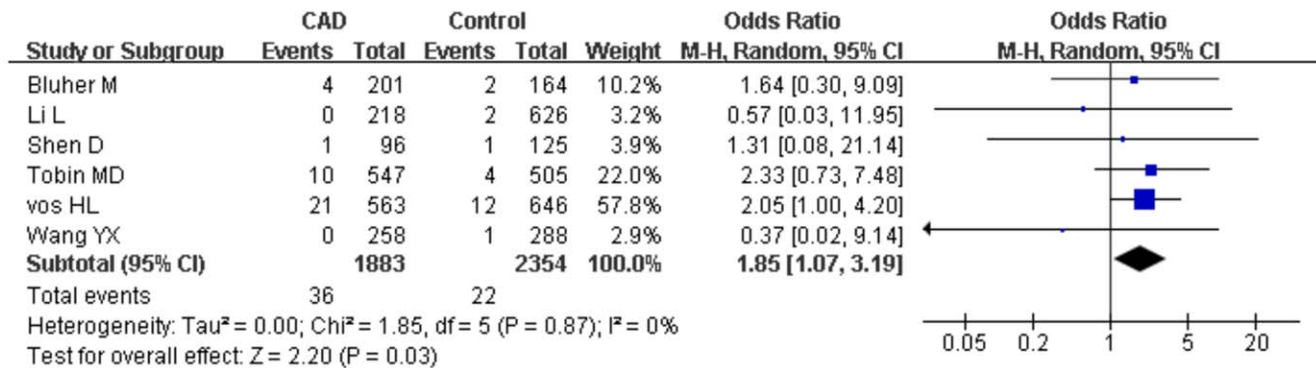 CAD Control Odds Ratio Odds Ratio
Study or Subgroup Events Total Events Total Weight M-H, Random, 95% CI M-H, Random, 95% CI
Bluher M 4 201 2 164 10.2% 1.64 [0.30, 9.09]
Li L 0 218 2 626 3.2% 0.57 [0.03, 11.95]
Shen D 1 96 1 125 3.9% 1.31 [0.08, 21.14]
Tobin MD 10 547 4 505 22.0% 2.33 [0.73, 7.48]
vos HL 21 563 12 646 57.8% 2.05 [1.00, 4.20]
Wang YX 0 258 1 288 2.9% 0.37 [0.02, 9.14]
Subtotal (95% CI) 1883 2354 100.0% 1.85 [1.07, 3.19]
Total events 36 22
Heterogeneity: Tau² = 0.00; Chi² = 1.85, df = 5 (P = 0.87); I² = 0%
Test for overall effect: Z = 2.20 (P = 0.03)
0.05 0.2 1 5 20